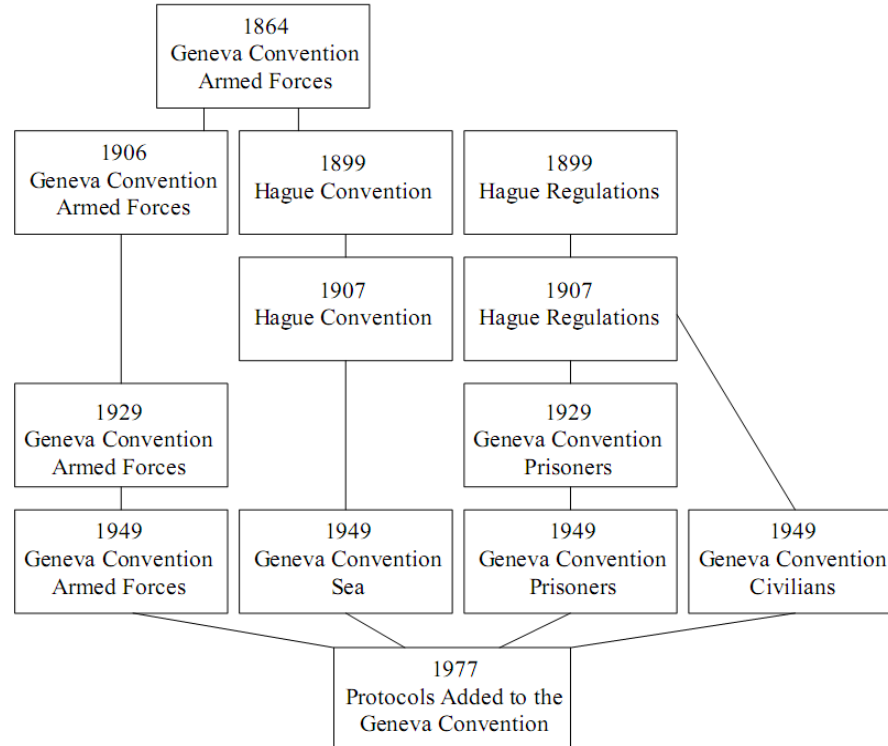 1864
Geneva Convention
Armed Forces
1906
Geneva Convention
Armed Forces
1899
Hague Convention
1899
Hague Regulations
1907
Hague Convention
1907
Hague Regulations
1929
Geneva Convention
Armed Forces
1929
Geneva Convention
Prisoners
1949
Geneva Convention
Armed Forces
1949
Geneva Convention
Sea
1949
Geneva Convention
Prisoners
1949
Geneva Convention
Civilians
1977
Protocols Added to the
Geneva Convention